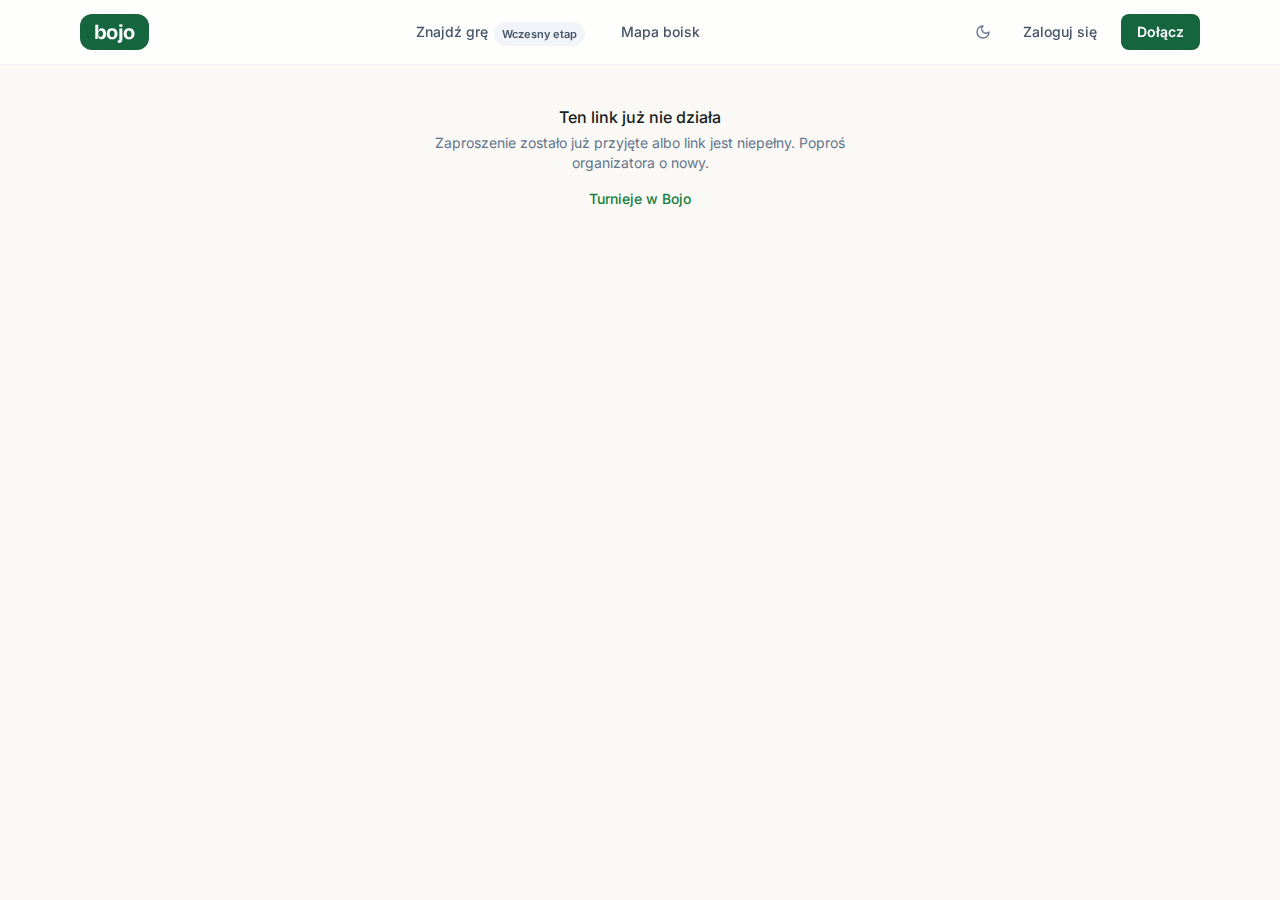 bojo
Znajdź grę
Wczesny etap
Mapa boisk
Zaloguj się
Dołącz
Ten link już nie działa
Zaproszenie zostało już przyjęte albo link jest niepełny. Poproś
organizatora o nowy.
Turnieje w Bojo